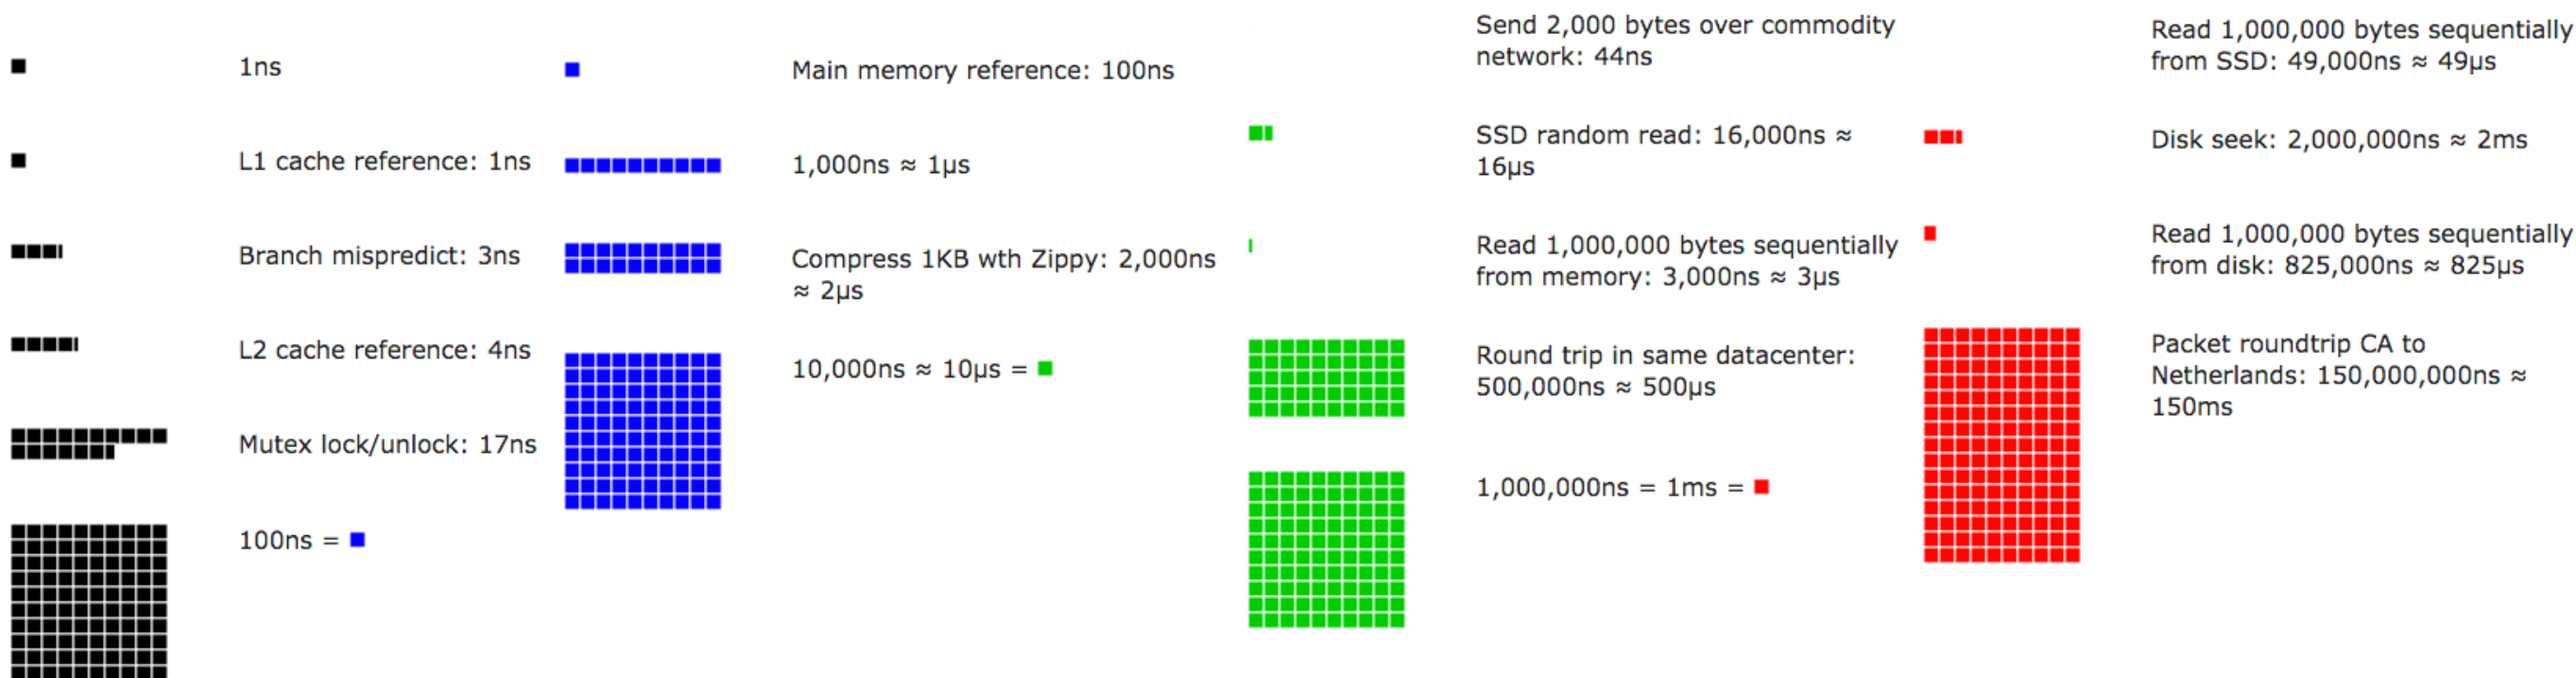 1ns
L1 cache reference: 1ns
Branch mispredict: 3ns
L2 cache reference: 4ns
Mutex lock/unlock: 17ns
100ns =
Main memory reference: 100ns
1,000ns ≈ 1μs
Compress 1KB wth Zippy: 2,000ns
≈ 2μs
10,000ns ≈ 10μs =
Send 2,000 bytes over commodity
network: 44ns
SSD random read: 16,000ns ≈
16μs
Read 1,000,000 bytes sequentially
from memory: 3,000ns ≈ 3μs
Round trip in same datacenter:
500,000ns ≈ 500μs
1,000,000ns = 1ms =
Read 1,000,000 bytes sequentially
from SSD: 49,000ns ≈ 49μs
Disk seek: 2,000,000ns ≈ 2ms
Read 1,000,000 bytes sequentially
from disk: 825,000ns ≈ 825μs
Packet roundtrip CA to
Netherlands: 150,000,000ns ≈
150ms